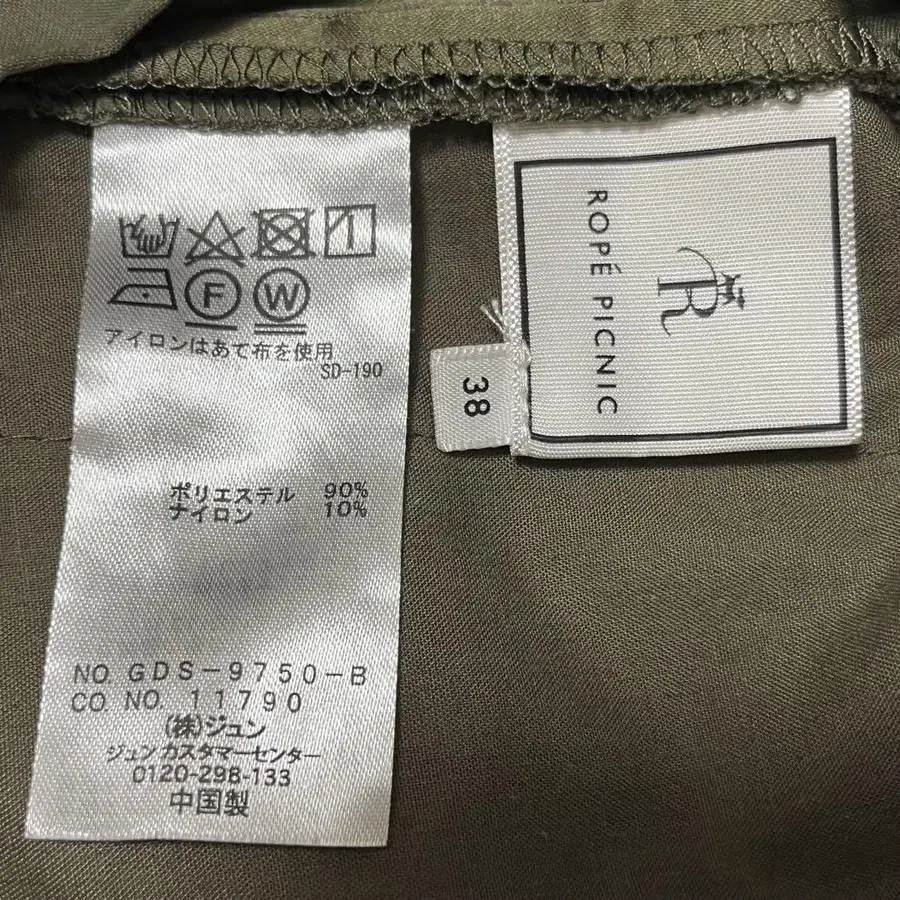 F W
アイロンはあて布を使用
SD-190
ポリエステル 90%
ナイロン 10%
NO. GDS-9750-B
CO. NO. 11790
(株)ジュン
ジュン カスタマーセンター
0120-298-133
中国製
38
R
ROPÉ PICNIC